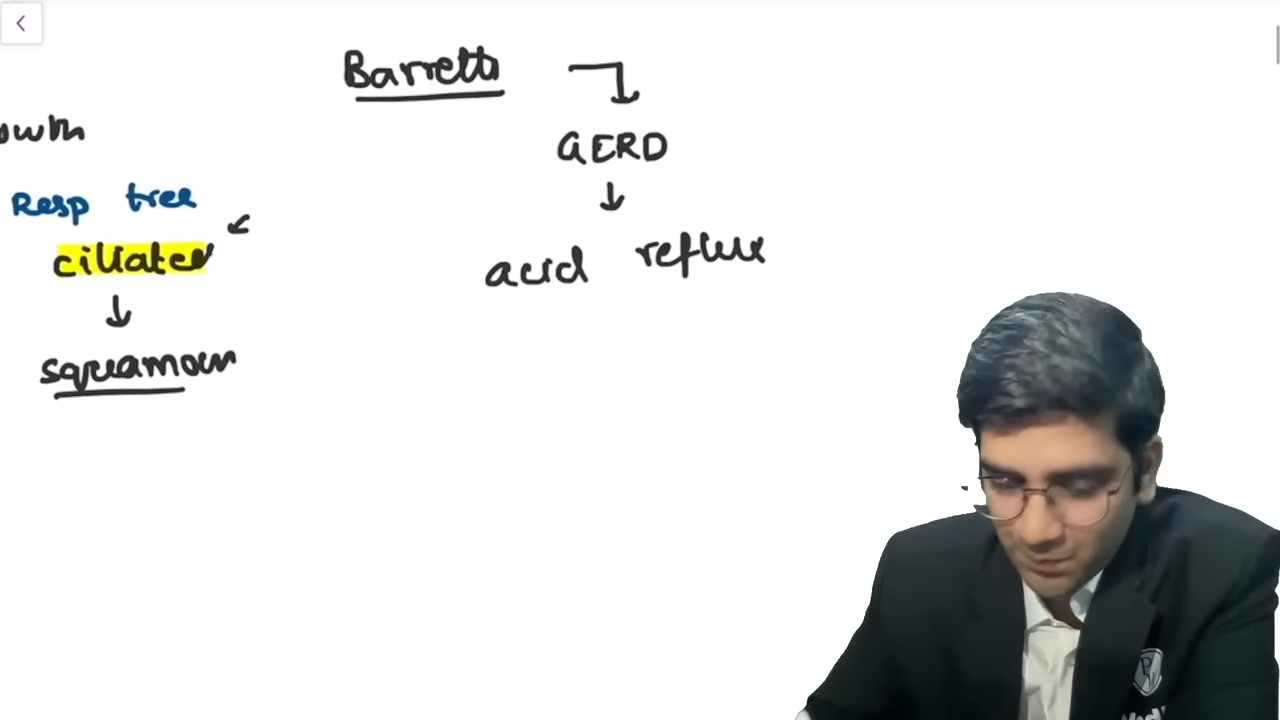 Barretts
GERD
acid reflux
owth
Resp tree
ciliated
squamous